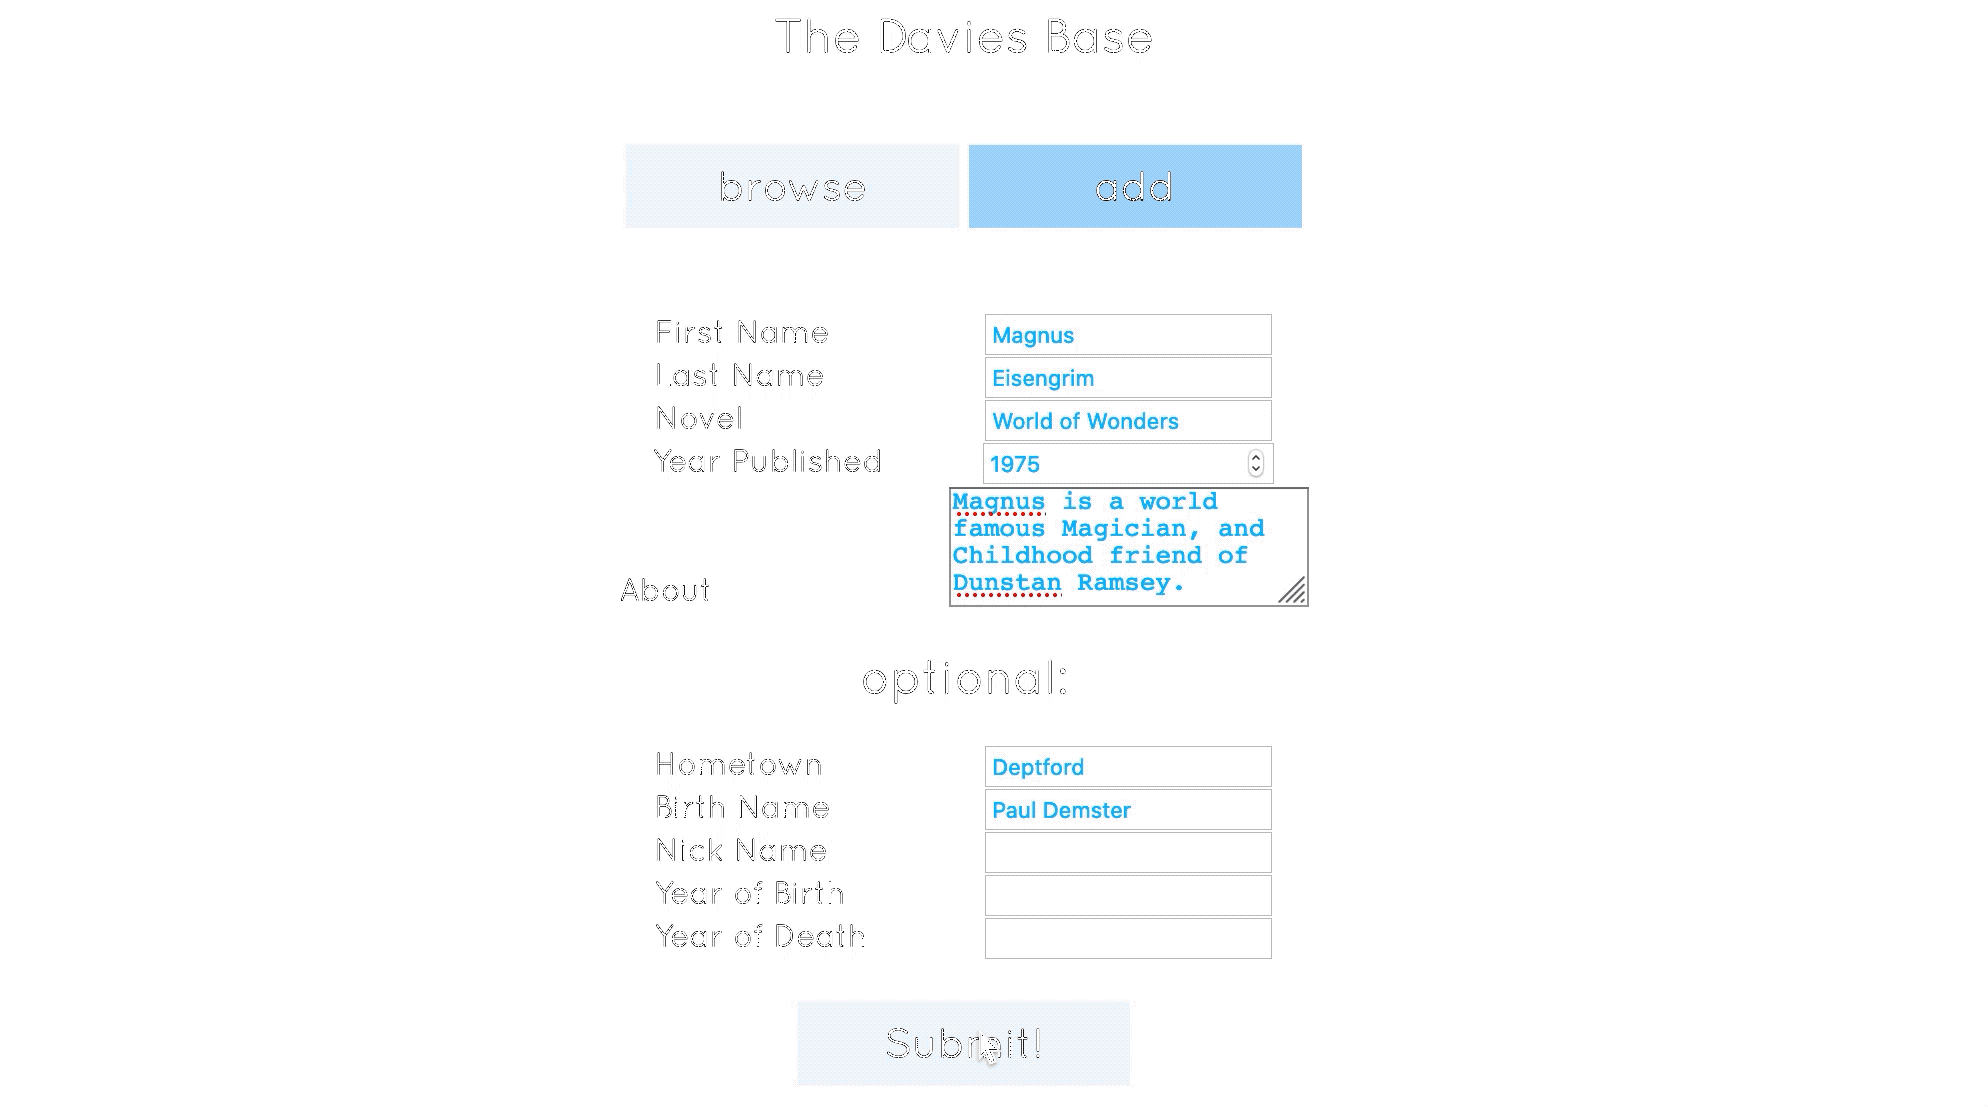 The Davies Base
browse add
First Name Magnus
Last Name Eisengrim
Novel World of Wonders
Year Published 1975
Magnus is a world
famous Magician, and
Childhood friend of
Dunstan Ramsey.
About
optional:
Hometown Deptford
Birth Name Paul Demster
Nick Name
Year of Birth
Year of Death
Submit!